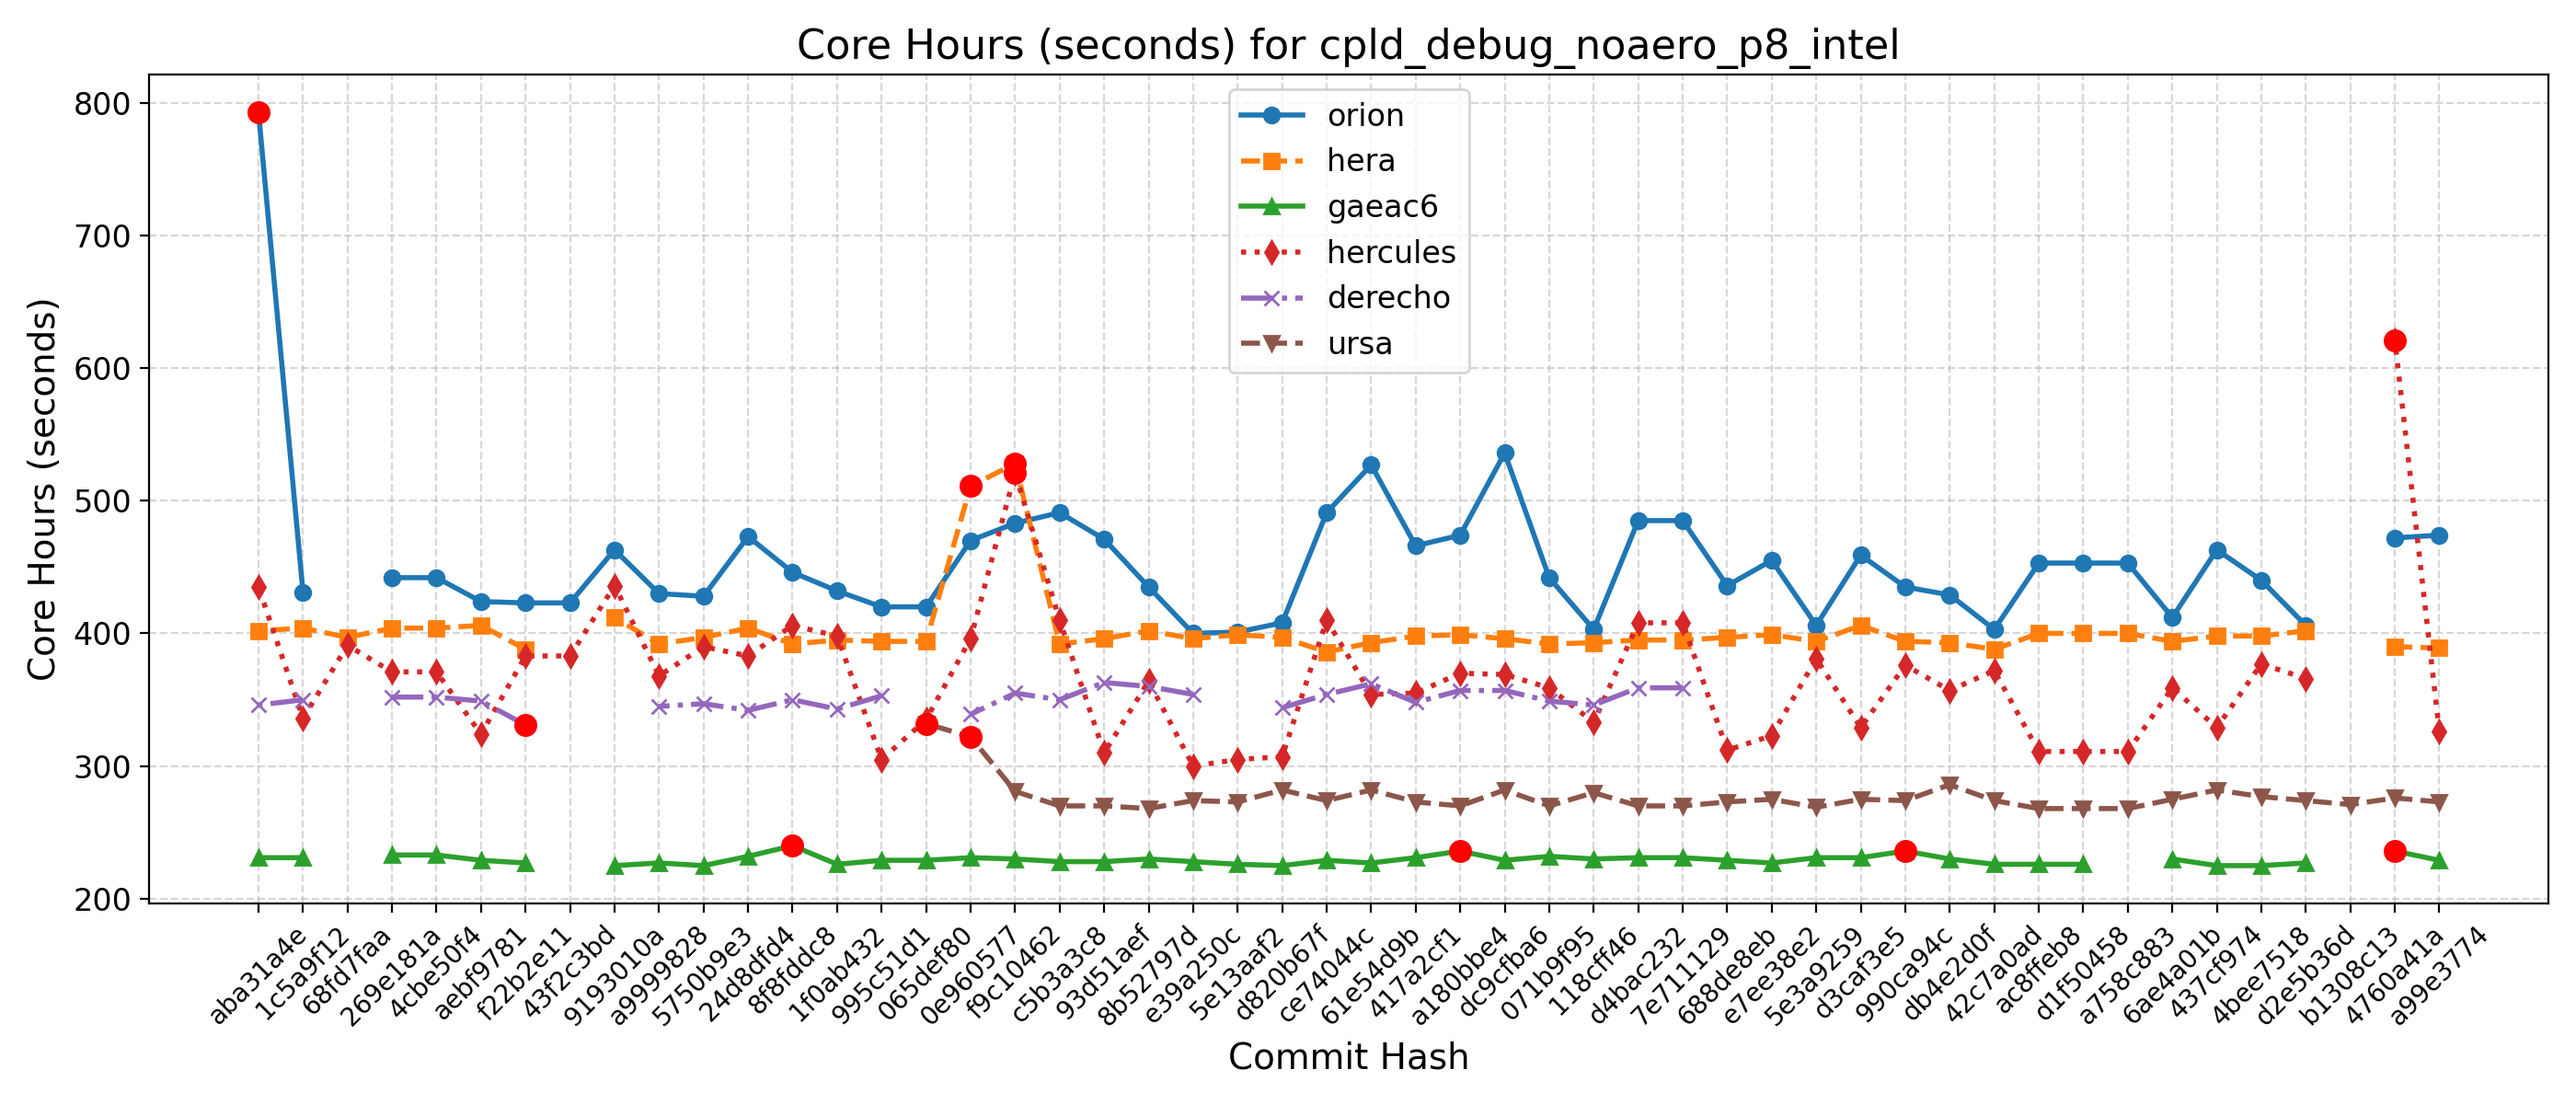 Core Hours (seconds) for cpld_debug_noaero_p8_intel
Core Hours (seconds)
800
700
600
500
400
300
200
orion
hera
gaeac6
hercules
derecho
ursa
aba31a4e
1c5a9f12
68fd7faa
269e181a
4cbe50f4
aebf9781
f22b2e11
43f2c3bd
9193010a
a9999828
5750b9e3
24d8dfd4
8f8fddc8
1f0ab432
995c51d1
065def80
0e960577
f9c10462
c5b3a3c8
93d51aef
8b52797d
e39a250c
5e13aaf2
d820b67f
ce74044c
61e54d9b
417a2cf1
a180bbe4
dc9cfba6
071b9f95
118cff46
d4bac232
7e711129
688de8eb
e7ee38e2
5e3a9259
d3caf3e5
990ca94c
db4e2d0f
42c7a0ad
ac8ffeb8
d1f50458
a758c883
6ae4a01b
437cf974
4bee7518
d2e5b36d
b1308c13
4760a41a
a99e3774
Commit Hash